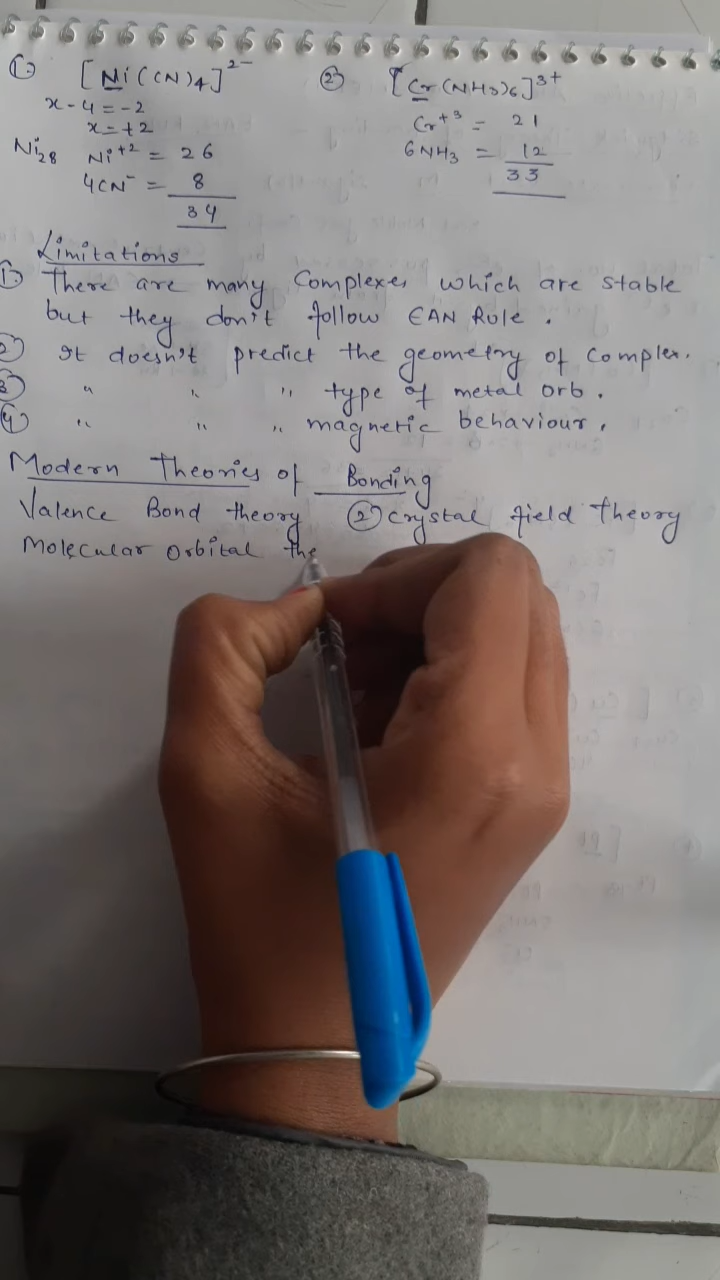 ① [Ni(CN)4]²⁻
x-4=-2
x=+2
Ni28 Ni⁺² = 26
4CN⁻ = 8
34
② [Cr(NH3)6]³⁺
Cr⁺³ = 21
6NH3 = 12
33
Limitations
① There are many Complexes which are stable
but they don't follow EAN Rule.
② It doesn't predict the geometry of Complex.
③ " " " type of metal orb.
④ " " " magnetic behaviour.
Modern Theories of Bonding
Valence Bond theory ② Crystal field Theory
Molecular Orbital the